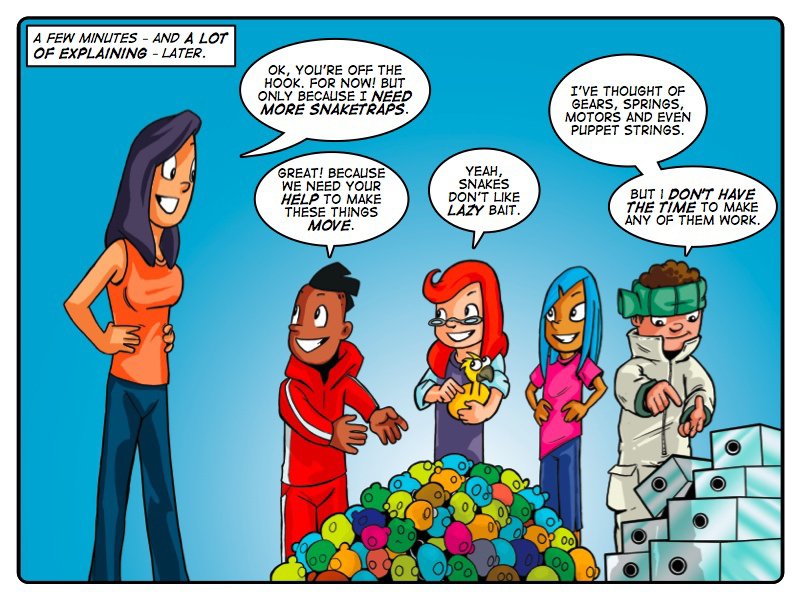 A FEW MINUTES - AND A LOT
OF EXPLAINING - LATER.
OK, YOU'RE OFF THE
HOOK. FOR NOW! BUT
ONLY BECAUSE I NEED
MORE SNAKETRAPS.
GREAT! BECAUSE
WE NEED YOUR
HELP TO MAKE
THESE THINGS
MOVE.
YEAH,
SNAKES
DON'T LIKE
LAZY BAIT.
I'VE THOUGHT OF
GEARS, SPRINGS,
MOTORS AND EVEN
PUPPET STRINGS.
BUT I DON'T HAVE
THE TIME TO MAKE
ANY OF THEM WORK.